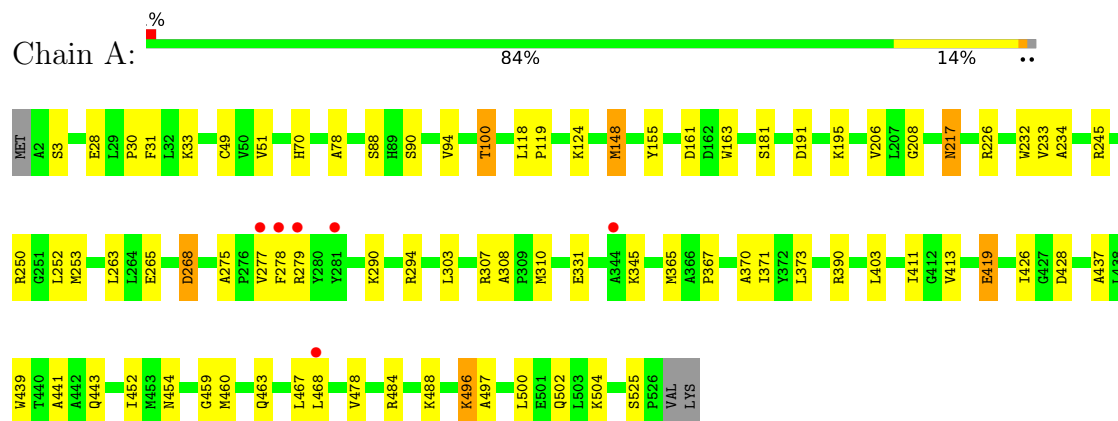 %
Chain A:
84% 14% ••
MET A2 S3 E28 L29 P30 F31 L32 K33 C49 V50 V51 H70 A78 S88 H89 S90 V94 T100 L118 P119 K124 M148 Y155 D161 D162 W163 S181 D191 K195 V206 L207 G208 N217 R226 W232 V233 A234 R245
R250 G251 L252 M253 L263 L264 E265 D268 A275 P276 V277 F278 R279 Y280 Y281 K290 R294 L303 R307 A308 P309 M310 E331 A344 K345 M365 A366 P367 A370 I371 Y372 L373 R390 L403 I411 G412 V413 E419 I426 G427 D428 A437 L438
W439 T440 A441 A442 Q443 I452 M453 N454 G459 M460 Q463 L467 L468 V478 R484 K488 K496 A497 L500 E501 Q502 L503 K504 S525 P526 VAL LYS